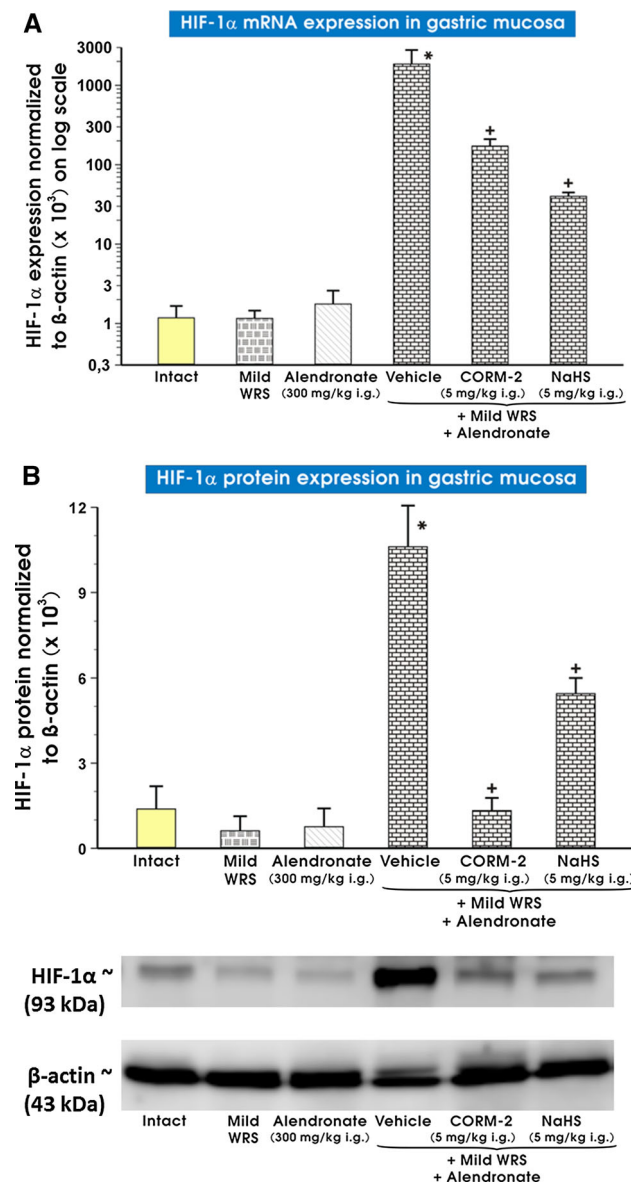 A
HIF-1α mRNA expression in gastric mucosa
HIF-1α expression normalized
to ß-actin (x 10³) on log scale
3000
1000
300
100
30
10
3
1
0,3
*
+
+
Intact
Mild
WRS
Alendronate
(300 mg/kg i.g.)
Vehicle
CORM-2
(5 mg/kg i.g.)
NaHS
(5 mg/kg i.g.)
+ Mild WRS
+ Alendronate
B
HIF-1α protein expression in gastric mucosa
HIF-1α protein normalized
to ß-actin (x 10³)
12
9
6
3
0
*
+
+
Intact
Mild
WRS
Alendronate
(300 mg/kg i.g.)
Vehicle
CORM-2
(5 mg/kg i.g.)
NaHS
(5 mg/kg i.g.)
+ Mild WRS
+ Alendronate
HIF-1α ~
(93 kDa)
β-actin ~
(43 kDa)
Intact
Mild
WRS
Alendronate
(300 mg/kg i.g.)
Vehicle
CORM-2
(5 mg/kg i.g.)
NaHS
(5 mg/kg i.g.)
+ Mild WRS
+ Alendronate